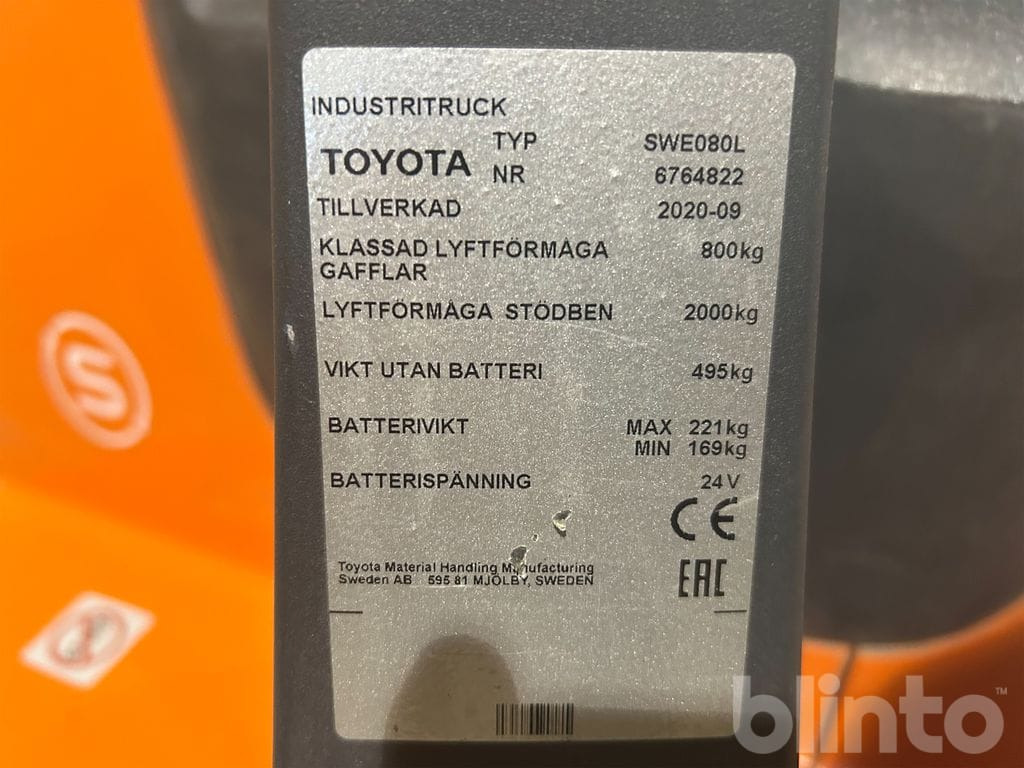 INDUSTRITRUCK
TOYOTA TYP SWE080L
NR 6764822
TILLVERKAD 2020-09
KLASSAD LYFTFÖRMÅGA 800kg
GAFFLAR
LYFTFÖRMÅGA STÖDBEN 2000kg
VIKT UTAN BATTERI 495kg
BATTERIVIKT MAX 221kg
MIN 169kg
BATTERISPÄNNING 24V
CE
Toyota Material Handling Manufacturing
Sweden AB 595 81 MJÖLBY, SWEDEN
EAC
S
blinto™